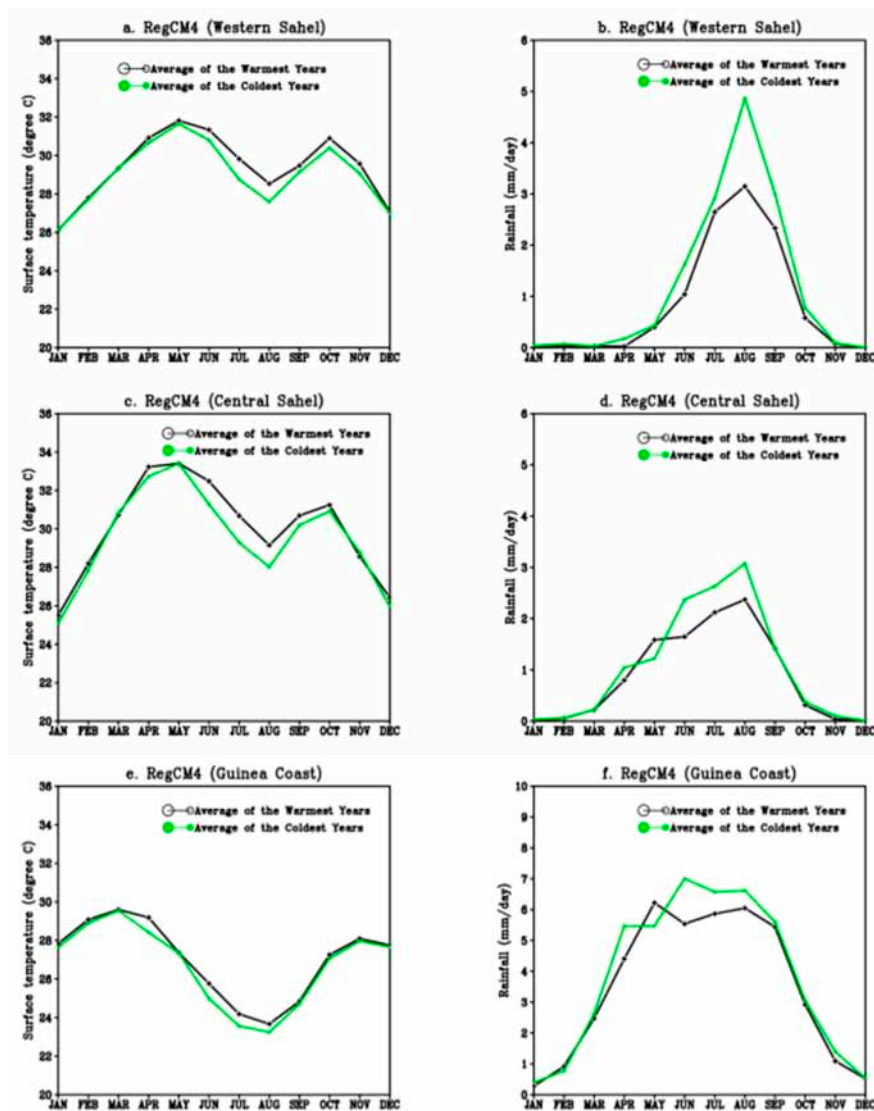 a. RegCM4 (Western Sahel)
Surface temperature (degree C)
36
34
32
30
28
26
24
22
20
Average of the Warmest Years
Average of the Coldest Years
JAN FEB MAR APR MAY JUN JUL AUG SEP OCT NOV DEC
b. RegCM4 (Western Sahel)
Rainfall (mm/day)
6
5
4
3
2
1
0
Average of the Warmest Years
Average of the Coldest Years
JAN FEB MAR APR MAY JUN JUL AUG SEP OCT NOV DEC
c. RegCM4 (Central Sahel)
Surface temperature (degree C)
36
34
32
30
28
26
24
22
20
Average of the Warmest Years
Average of the Coldest Years
JAN FEB MAR APR MAY JUN JUL AUG SEP OCT NOV DEC
d. RegCM4 (Central Sahel)
Rainfall (mm/day)
6
5
4
3
2
1
0
Average of the Warmest Years
Average of the Coldest Years
JAN FEB MAR APR MAY JUN JUL AUG SEP OCT NOV DEC
e. RegCM4 (Guinea Coast)
Surface temperature (degree C)
36
34
32
30
28
26
24
22
20
Average of the Warmest Years
Average of the Coldest Years
JAN FEB MAR APR MAY JUN JUL AUG SEP OCT NOV DEC
f. RegCM4 (Guinea Coast)
Rainfall (mm/day)
10
9
8
7
6
5
4
3
2
1
0
Average of the Warmest Years
Average of the Coldest Years
JAN FEB MAR APR MAY JUN JUL AUG SEP OCT NOV DEC